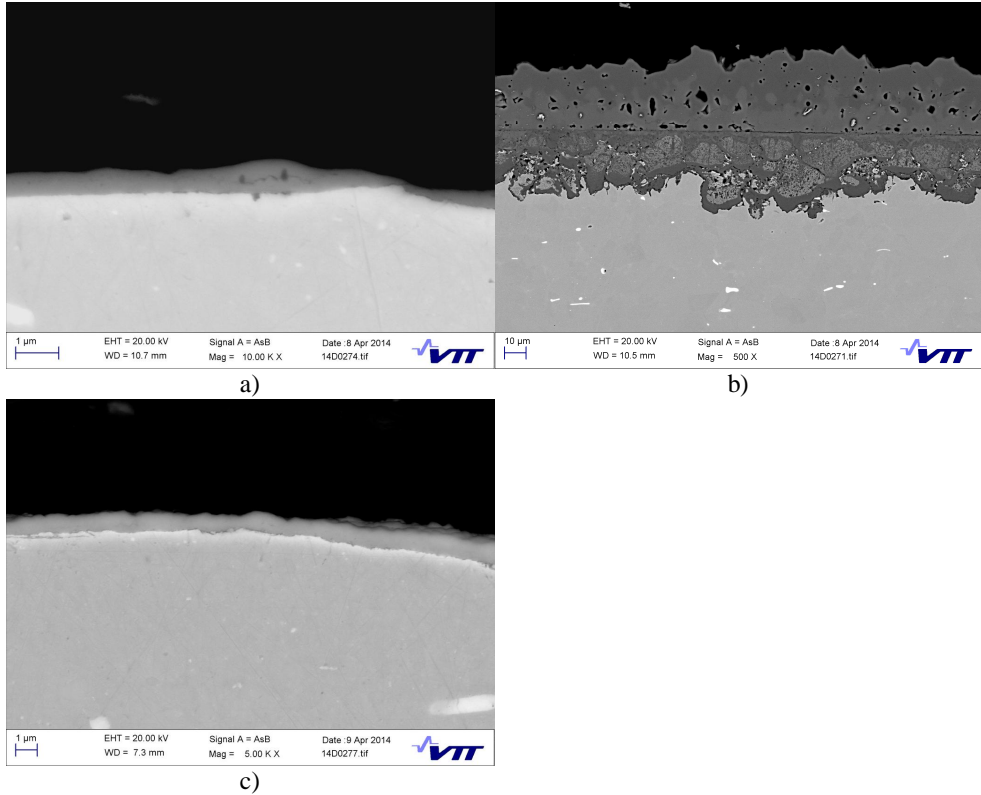 1 µm EHT = 20.00 kV Signal A = AsB Date :8 Apr 2014
WD = 10.7 mm Mag = 10.00 K X 14D0274.tif VTT
10 µm EHT = 20.00 kV Signal A = AsB Date :8 Apr 2014
WD = 10.5 mm Mag = 500 X 14D0271.tif VTT
a)
b)
1 µm EHT = 20.00 kV Signal A = AsB Date :9 Apr 2014
WD = 7.3 mm Mag = 5.00 K X 14D0277.tif VTT
c)